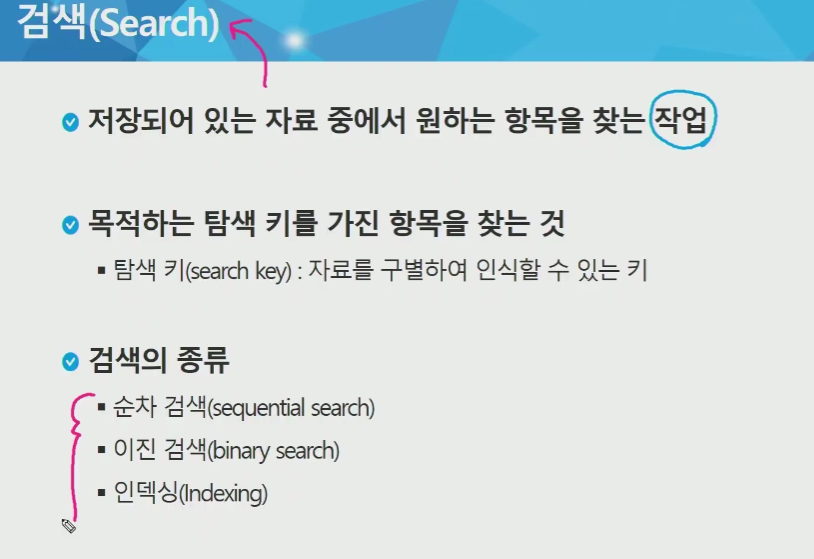 검색(Search)
저장되어 있는 자료 중에서 원하는 항목을 찾는 작업
목적하는 탐색 키를 가진 항목을 찾는 것
탐색 키(search key) : 자료를 구별하여 인식할 수 있는 키
검색의 종류
순차 검색(sequential search)
이진 검색(binary search)
인덱싱(Indexing)